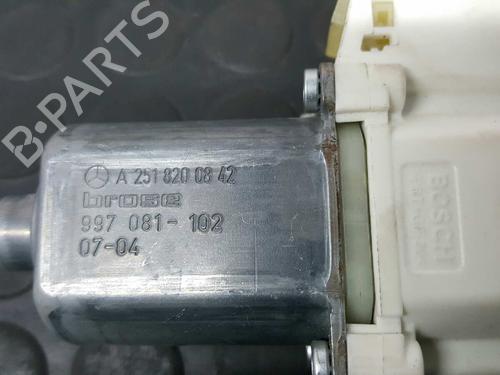 B-PARTS
A 251 820 08 42
brose
997 081-102
07-04
BOSCH